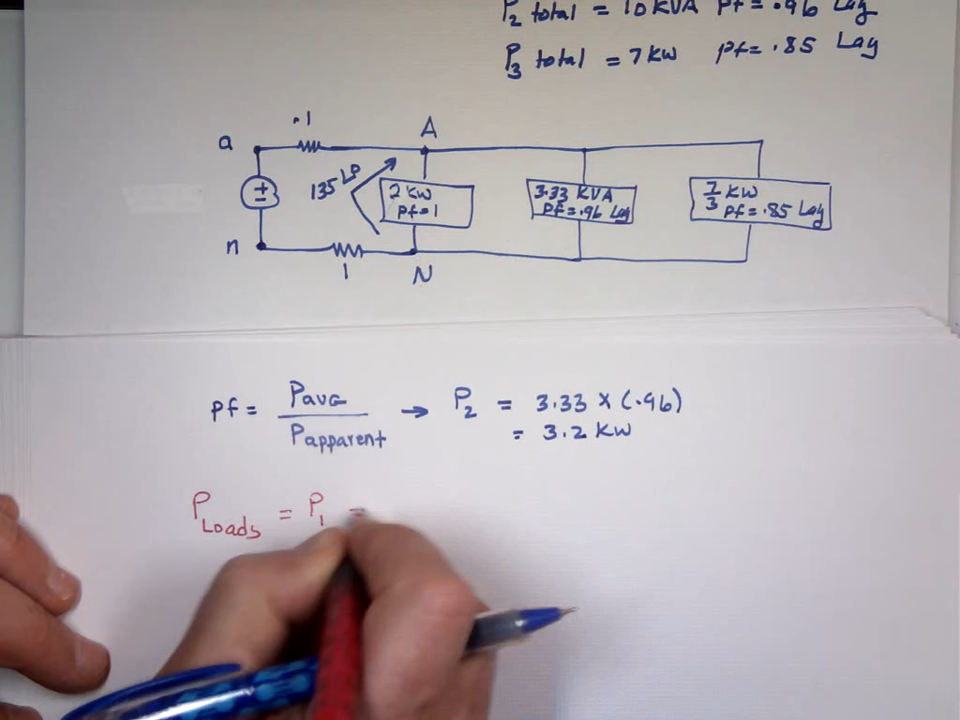 P2 total = 10 KVA pf = .96 Lag
P3 total = 7 KW pf = .85 Lag
.1
a A
135 L0
2 KW
pf=1
3.33 KVA
pf=.96 Lag
7/3 KW
pf=.85 Lag
n N
1
pf = PAVG / Papparent → P2 = 3.33 x (.96)
= 3.2 KW
PLoads = P1